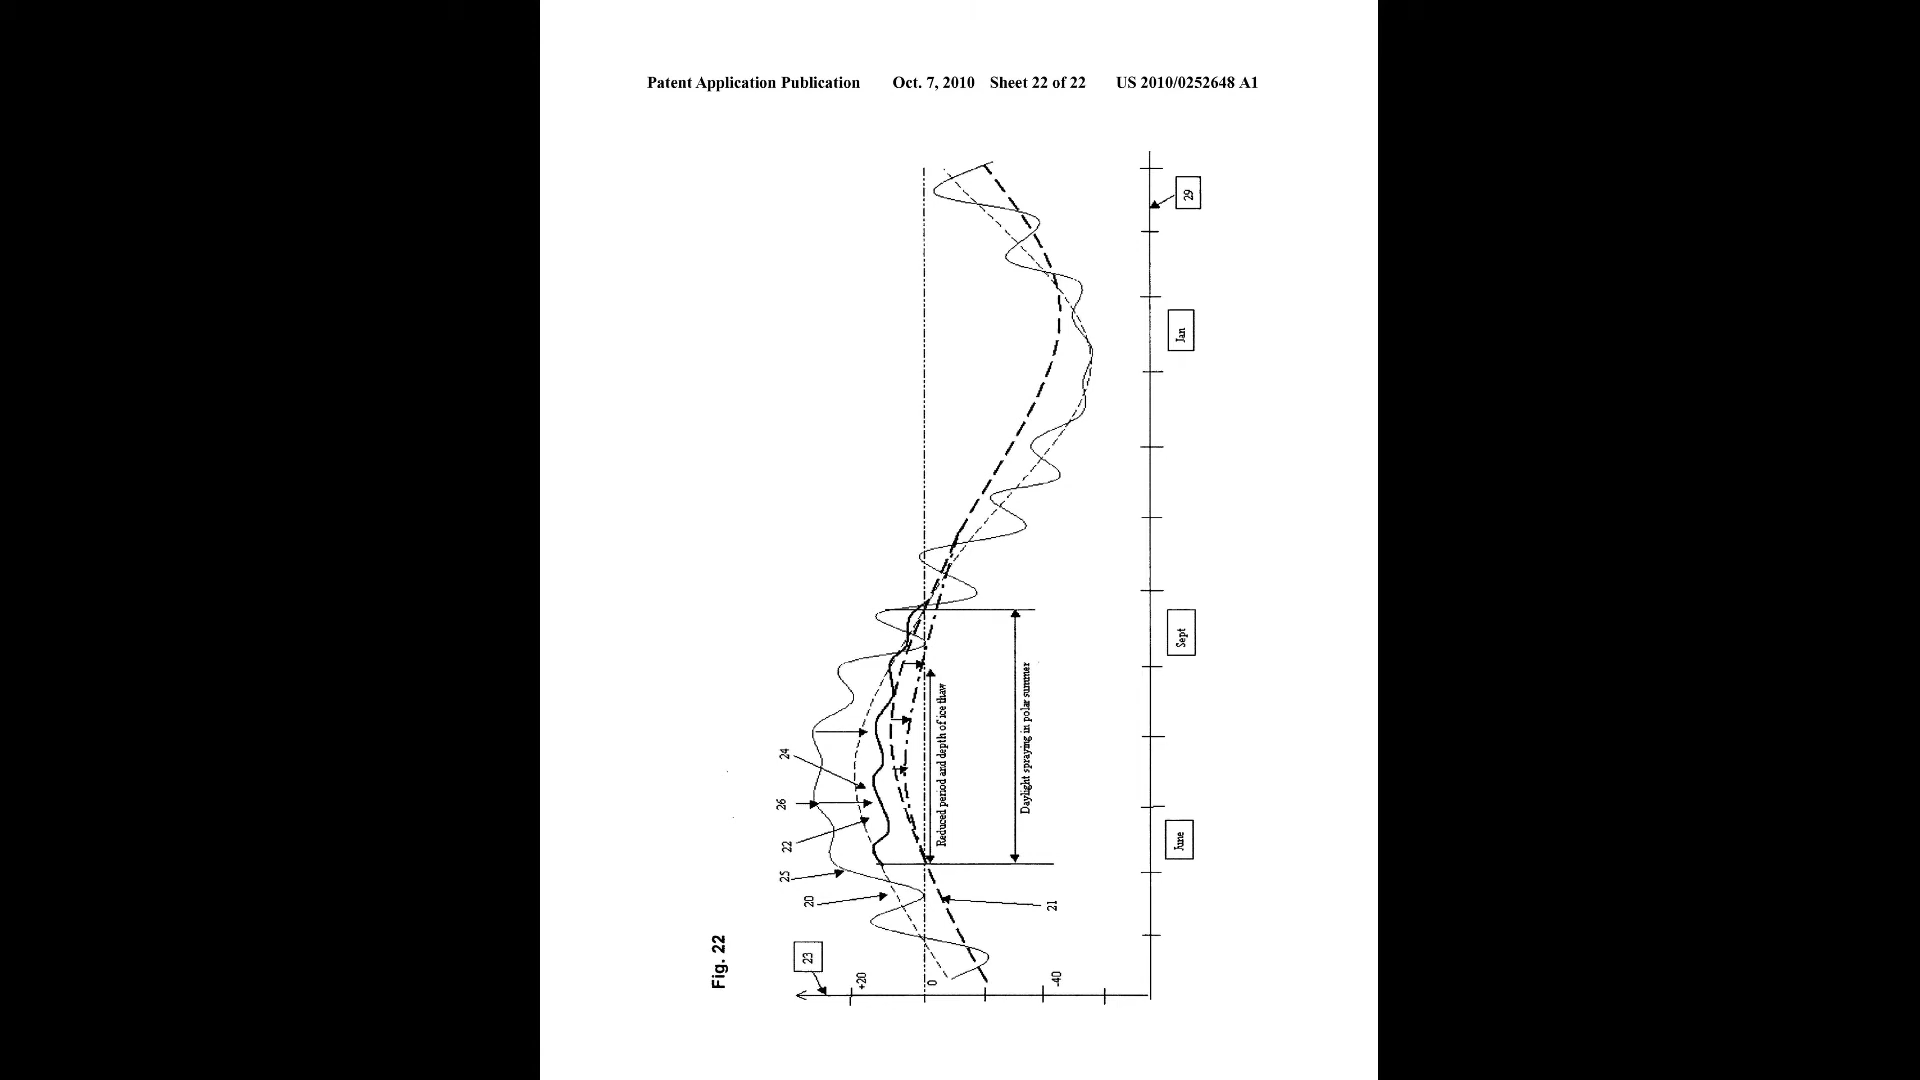 Patent Application Publication Oct. 7, 2010 Sheet 22 of 22 US 2010/0252648 A1
Fig. 22
23
20
25
22
26
24
+20
0
-40
21
Reduced period and depth of ice thaw
Daylight spraying in polar summer
June
Sept
Jan
29